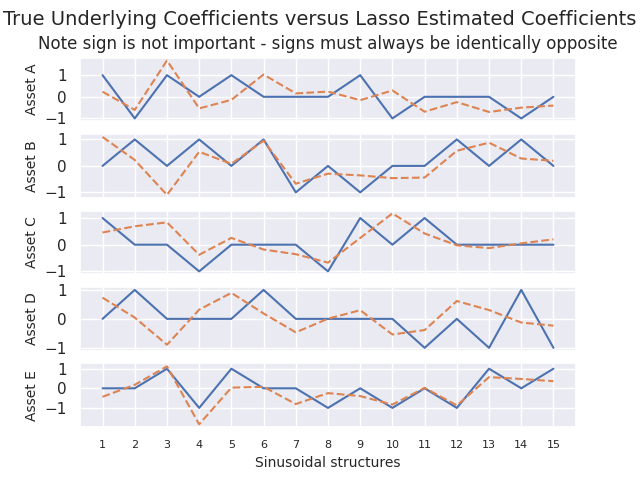 True Underlying Coefficients versus Lasso Estimated Coefficients
Note sign is not important - signs must always be identically opposite
Asset A
1
0
−1
Asset B
1
0
−1
Asset C
1
0
−1
Asset D
1
0
−1
Asset E
1
0
−1
1 2 3 4 5 6 7 8 9 10 11 12 13 14 15
Sinusoidal structures